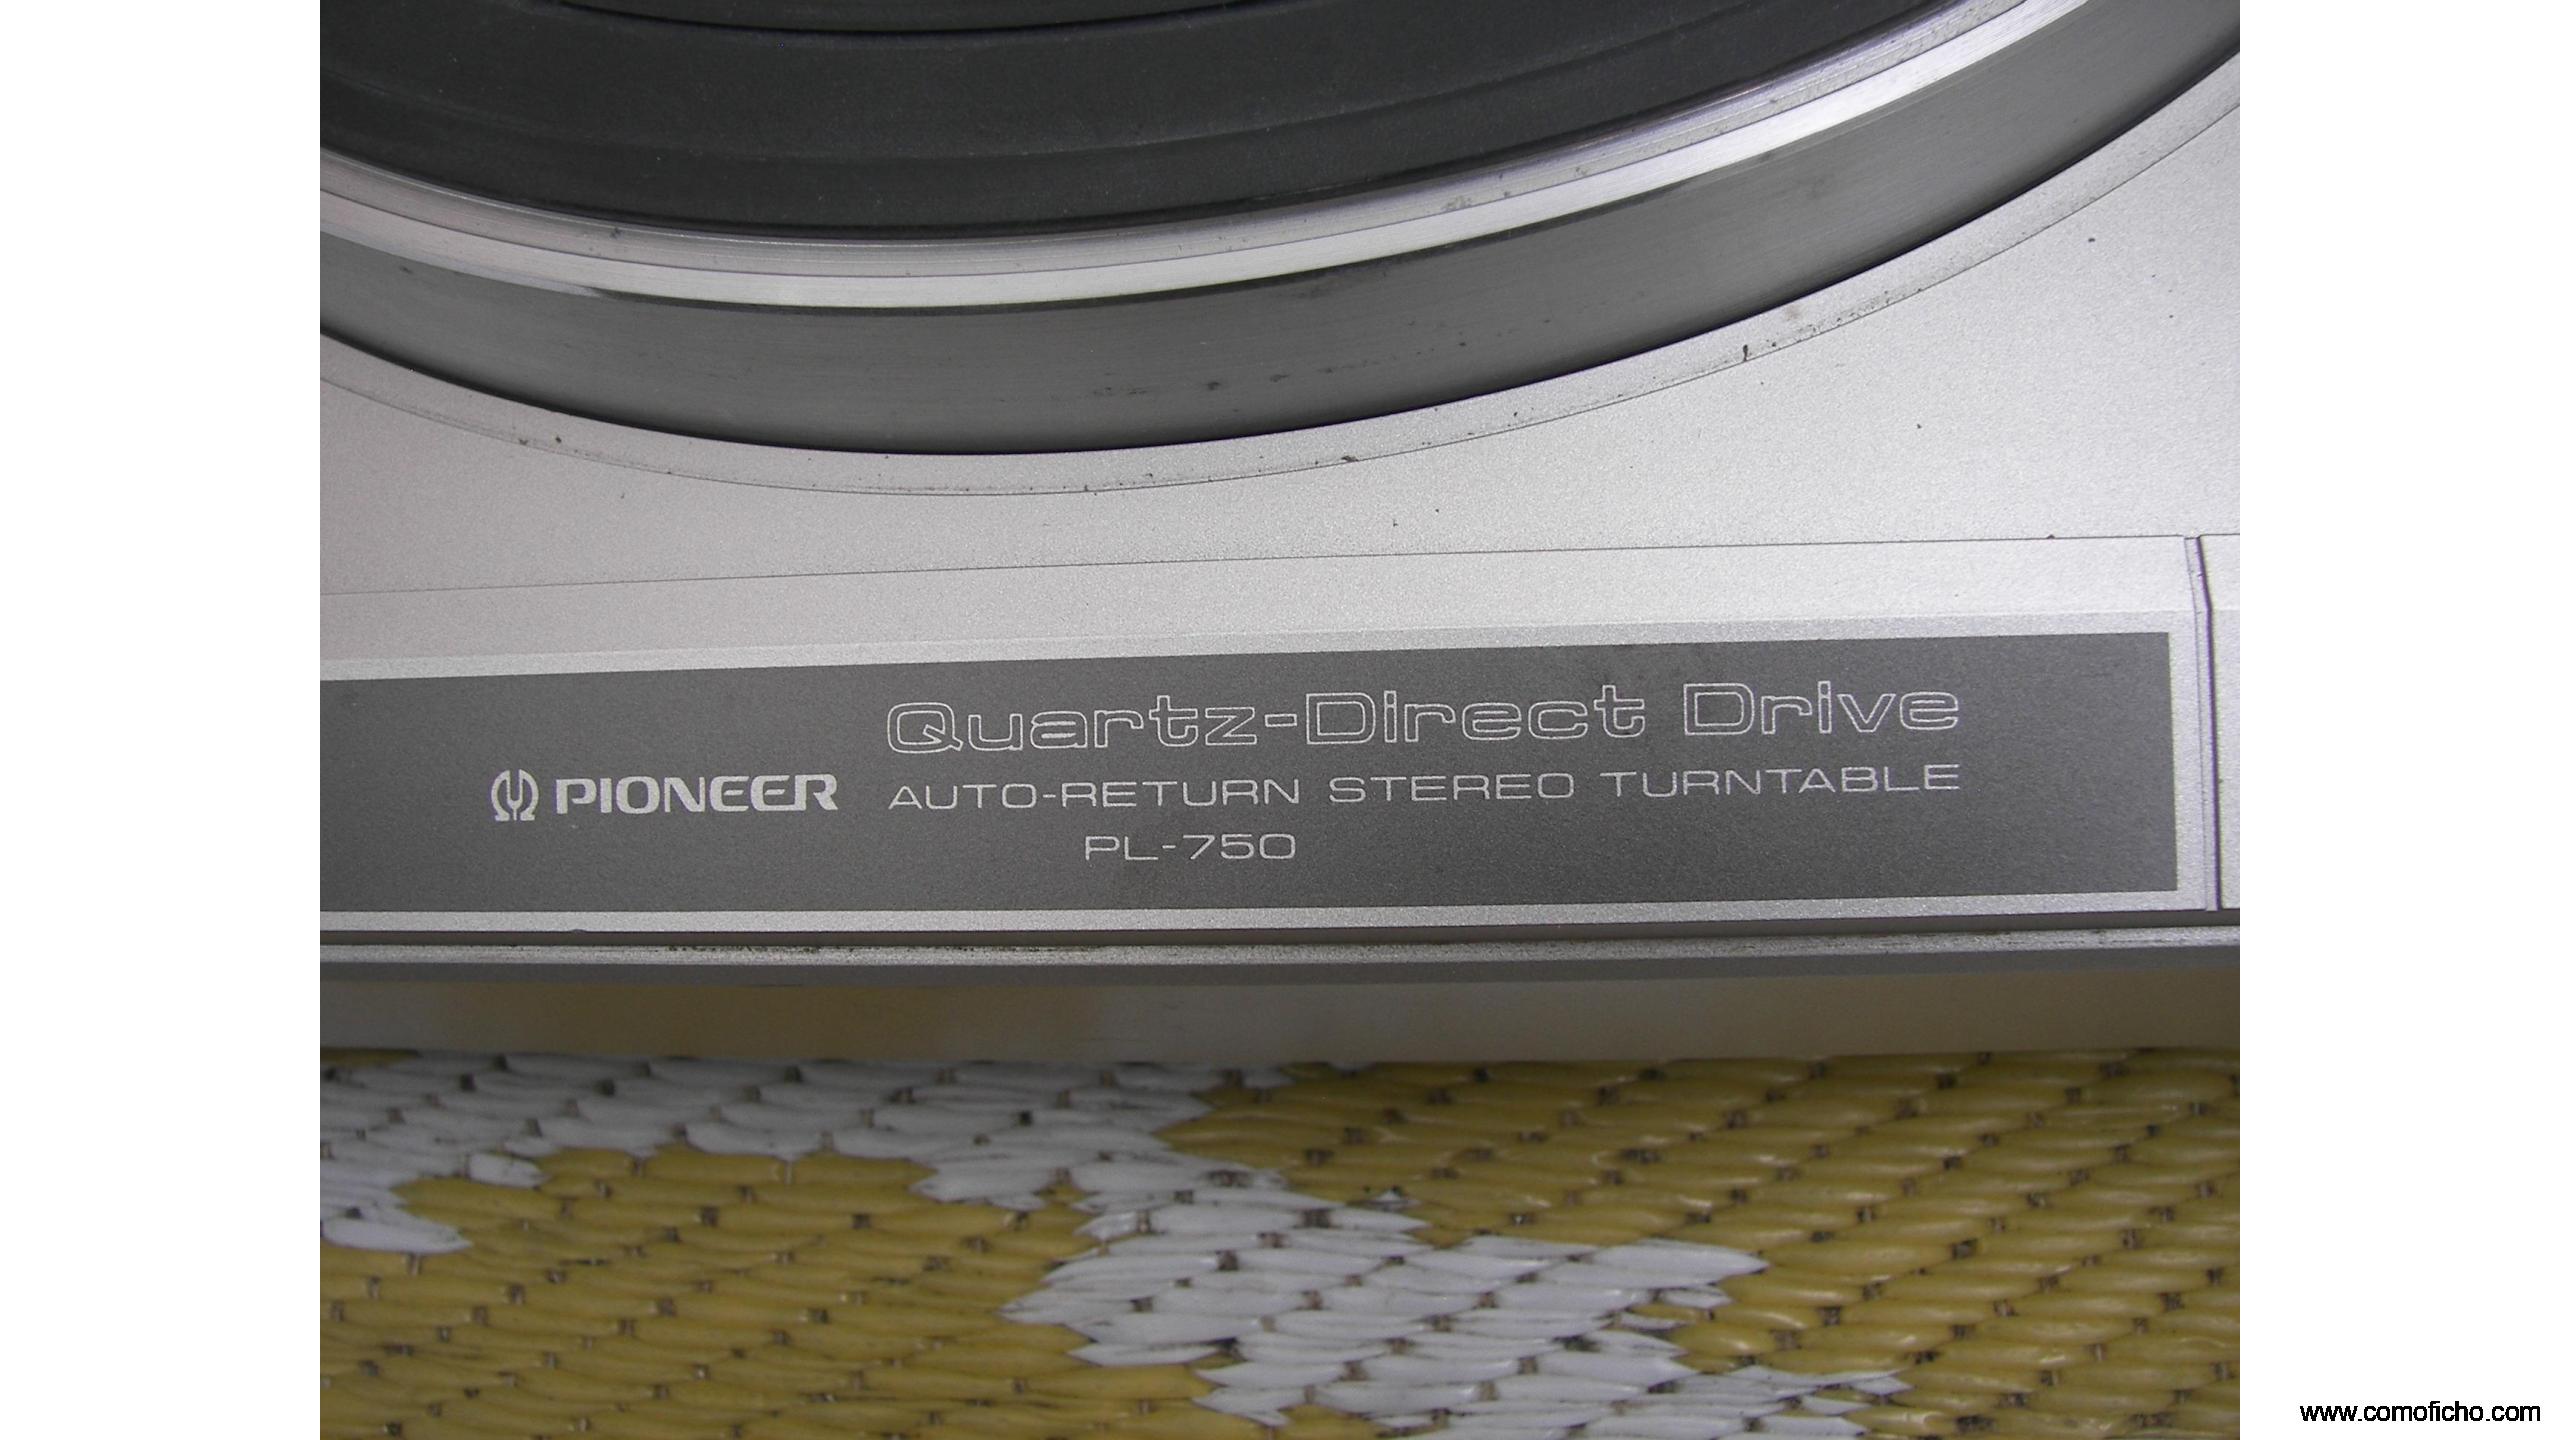 Quartz-Direct Drive
PIONEER AUTO-RETURN STEREO TURNTABLE
PL-750
www.comoficho.com